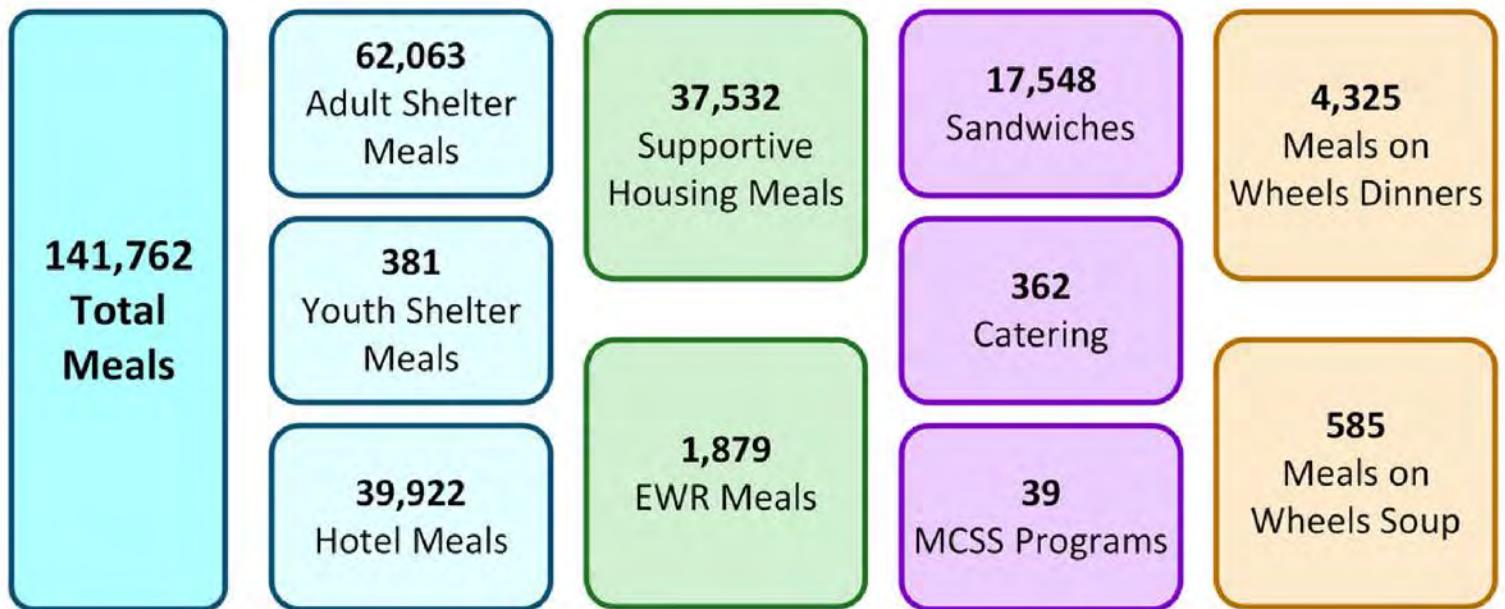 141,762
Total
Meals
62,063
Adult Shelter
Meals
381
Youth Shelter
Meals
39,922
Hotel Meals
37,532
Supportive
Housing Meals
1,879
EWR Meals
17,548
Sandwiches
362
Catering
39
MCSS Programs
4,325
Meals on
Wheels Dinners
585
Meals on
Wheels Soup